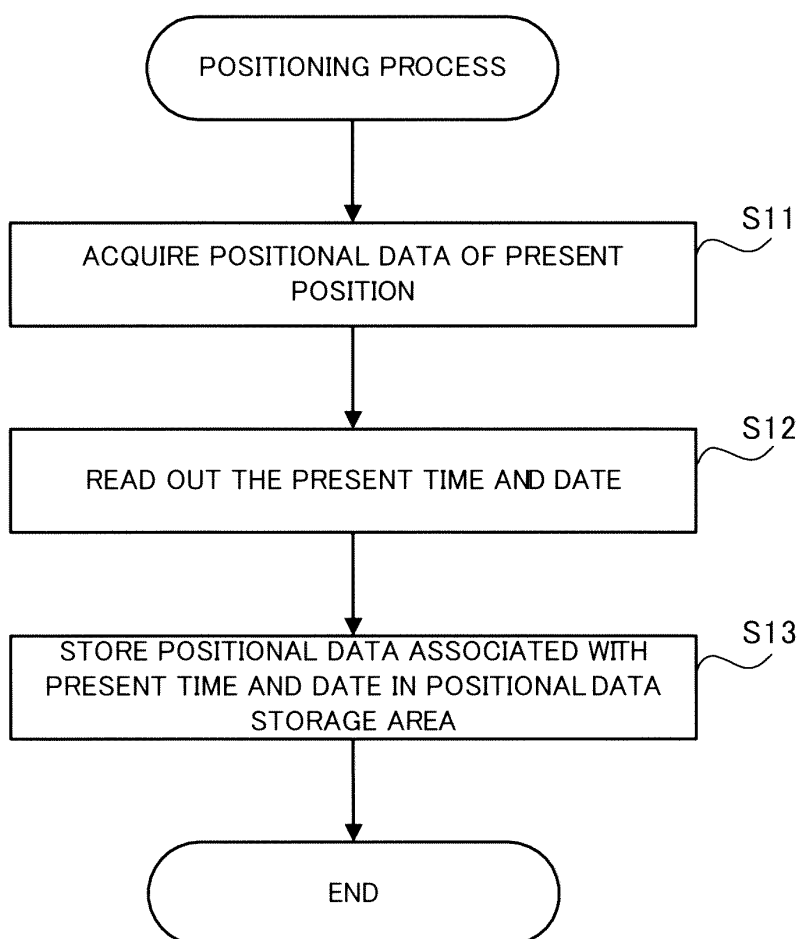 POSITIONING PROCESS
S11
ACQUIRE POSITIONAL DATA OF PRESENT
POSITION
S12
READ OUT THE PRESENT TIME AND DATE
S13
STORE POSITIONAL DATA ASSOCIATED WITH
PRESENT TIME AND DATE IN POSITIONAL DATA
STORAGE AREA
END